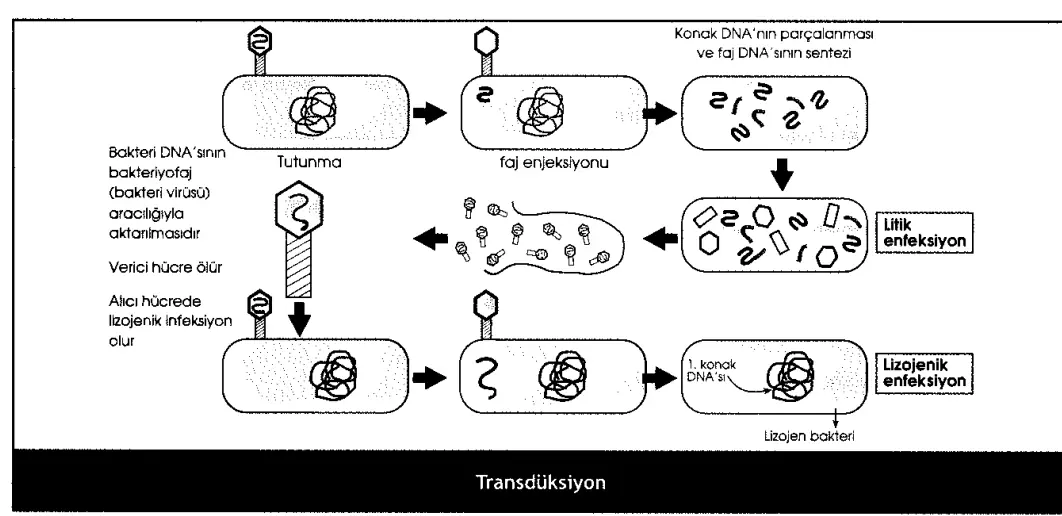 Konak DNA'nın parçalanması
ve faj DNA'sının sentezi
Tutunma
faj enjeksiyonu
Bakteri DNA'sının
bakteriyofaj
(bakteri virüsü)
aracılığıyla
aktarılmasıdır
Verici hücre ölür
Alıcı hücrede
lizojenik infeksiyon
olur
Litik
enfeksiyon
1. konak
DNA'sı
Lizojenik
enfeksiyon
Lizojen bakteri
Transdüksiyon